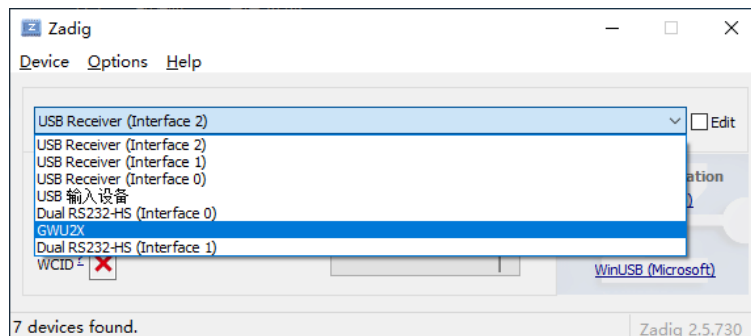 Zadig
Device Options Help
USB Receiver (Interface 2)
Edit
USB Receiver (Interface 2)
USB Receiver (Interface 1)
USB Receiver (Interface 0)
USB 输入设备
Dual RS232-HS (Interface 0)
GWU2X
Dual RS232-HS (Interface 1)
ation
)
WCID ?
WinUSB (Microsoft)
7 devices found.
Zadig 2.5.730